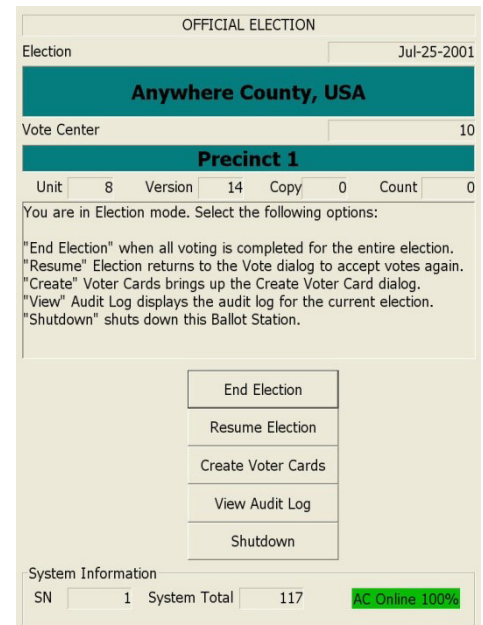 OFFICIAL ELECTION
Election Jul-25-2001
Anywhere County, USA
Vote Center 10
Precinct 1
Unit 8 Version 14 Copy 0 Count 0
You are in Election mode. Select the following options:
"End Election" when all voting is completed for the entire election.
"Resume" Election returns to the Vote dialog to accept votes again.
"Create" Voter Cards brings up the Create Voter Card dialog.
"View" Audit Log displays the audit log for the current election.
"Shutdown" shuts down this Ballot Station.
End Election
Resume Election
Create Voter Cards
View Audit Log
Shutdown
System Information
SN 1 System Total 117 AC Online 100%